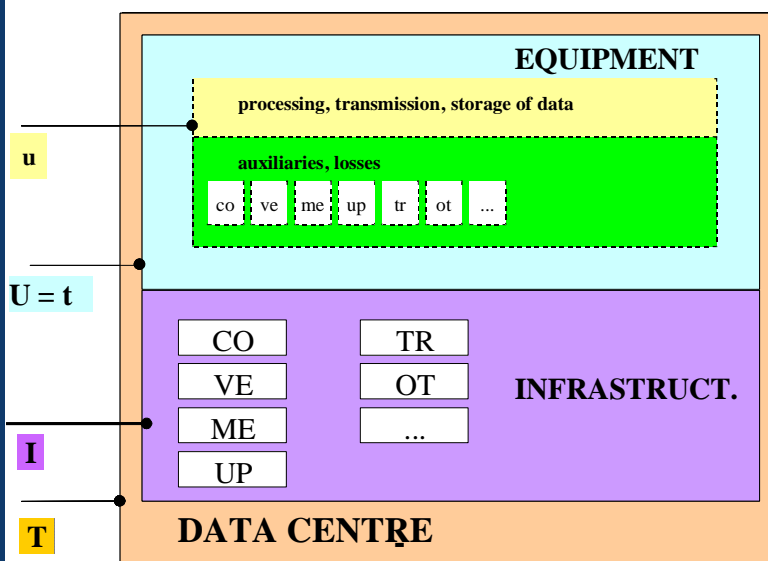 EQUIPMENT
processing, transmission, storage of data
u
auxiliaries, losses
co ve me up tr ot ...
U = t
CO TR
VE OT
INFRASTRUCT.
ME ...
I
UP
T
DATA CENTRE